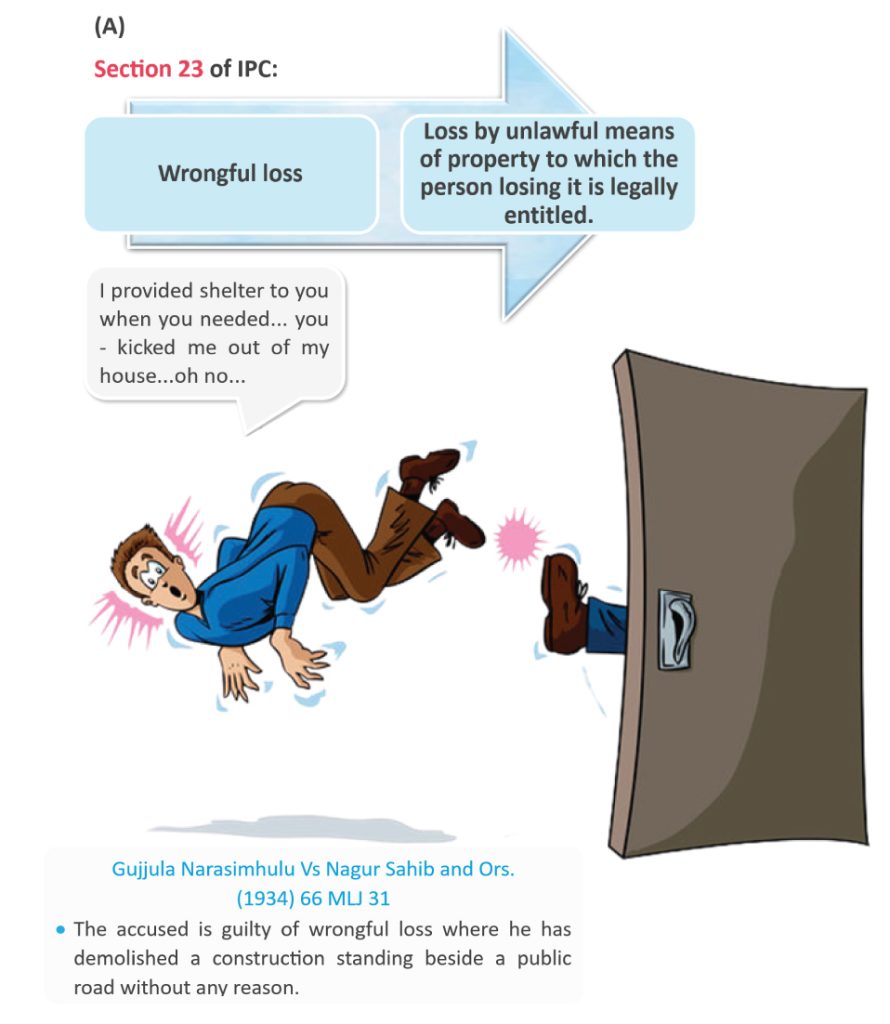 (A)
Section 23 of IPC:
Wrongful loss
Loss by unlawful means
of property to which the
person losing it is legally
entitled.
I provided shelter to you
when you needed... you
- kicked me out of my
house...oh no...
Gujjula Narasimhulu Vs Nagur Sahib and Ors.
(1934) 66 MLJ 31
• The accused is guilty of wrongful loss where he has
demolished a construction standing beside a public
road without any reason.